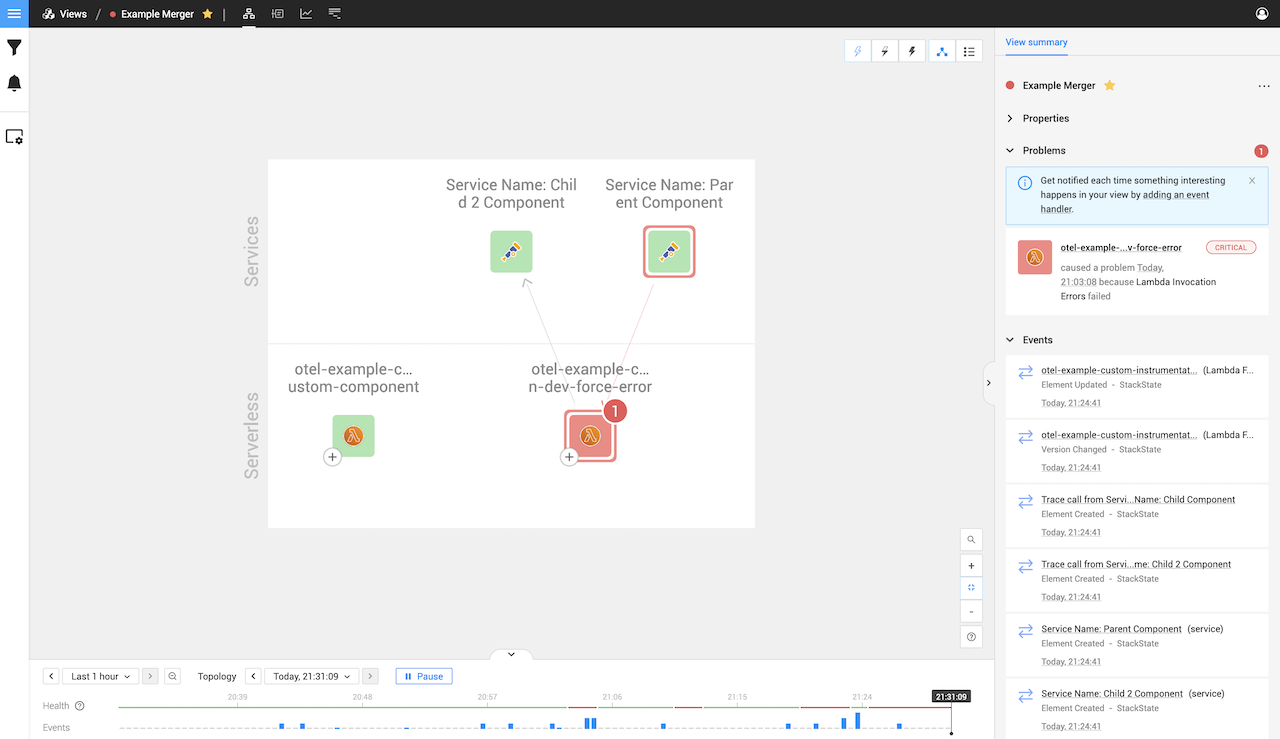 Views / Example Merger
Service Name: Chil
d 2 Component
Service Name: Par
ent Component
Services
otel-example-c...
ustom-component
otel-example-c...
n-dev-force-error
1
Serverless
View summary
Example Merger
Properties
Problems
1
Get notified each time something interesting
happens in your view by adding an event
handler.
otel-example-...v-force-error
CRITICAL
caused a problem Today,
21:03:08 because Lambda Invocation
Errors failed
Events
otel-example-custom-instrumentat... (Lambda F...
Element Updated - StackState
Today, 21:24:41
otel-example-custom-instrumentat... (Lambda F...
Version Changed - StackState
Today, 21:24:41
Trace call from Servi...Name: Child Component
Element Created - StackState
Today, 21:24:41
Trace call from Servi...me: Child 2 Component
Element Created - StackState
Today, 21:24:41
Service Name: Parent Component (service)
Element Created - StackState
Today, 21:24:41
Service Name: Child 2 Component (service)
Element Created - StackState
Today, 21:24:41
Last 1 hour
Topology
Today, 21:31:09
Pause
20:39
20:48
20:57
21:06
21:15
21:24
21:31:09
Health
Events